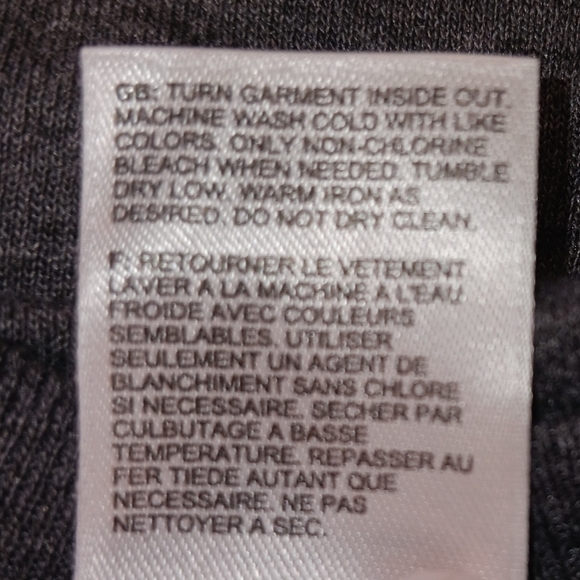 GB: TURN GARMENT INSIDE OUT.
MACHINE WASH COLD WITH LIKE
COLORS. ONLY NON-CHLORINE
BLEACH WHEN NEEDED. TUMBLE
DRY LOW. WARM IRON AS
DESIRED. DO NOT DRY CLEAN.
F: RETOURNER LE VETEMENT
LAVER A LA MACHINE A L'EAU
FROIDE AVEC COULEURS
SEMBLABLES. UTILISER
SEULEMENT UN AGENT DE
BLANCHIMENT SANS CHLORE
SI NECESSAIRE. SECHER PAR
CULBUTAGE A BASSE
TEMPERATURE. REPASSER AU
FER TIEDE AUTANT QUE
NECESSAIRE. NE PAS
NETTOYER A SEC.